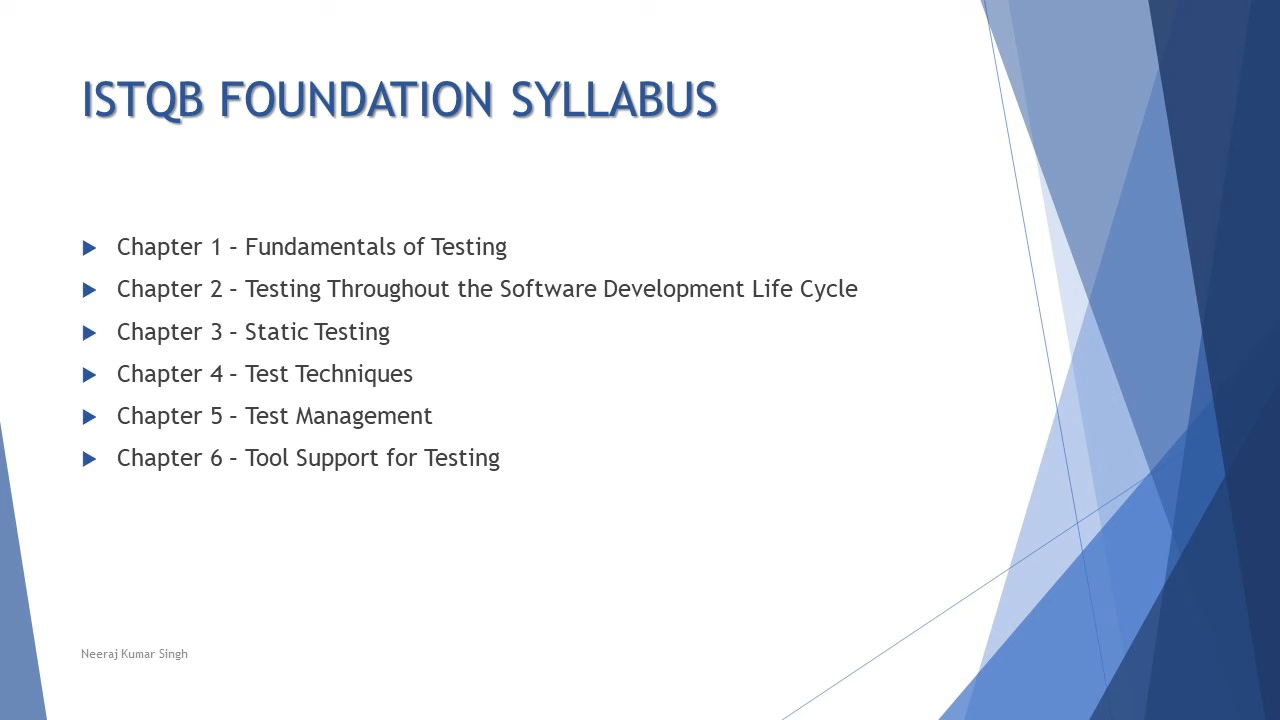 ISTQB FOUNDATION SYLLABUS
Chapter 1 – Fundamentals of Testing
Chapter 2 – Testing Throughout the Software Development Life Cycle
Chapter 3 – Static Testing
Chapter 4 – Test Techniques
Chapter 5 – Test Management
Chapter 6 – Tool Support for Testing
Neeraj Kumar Singh